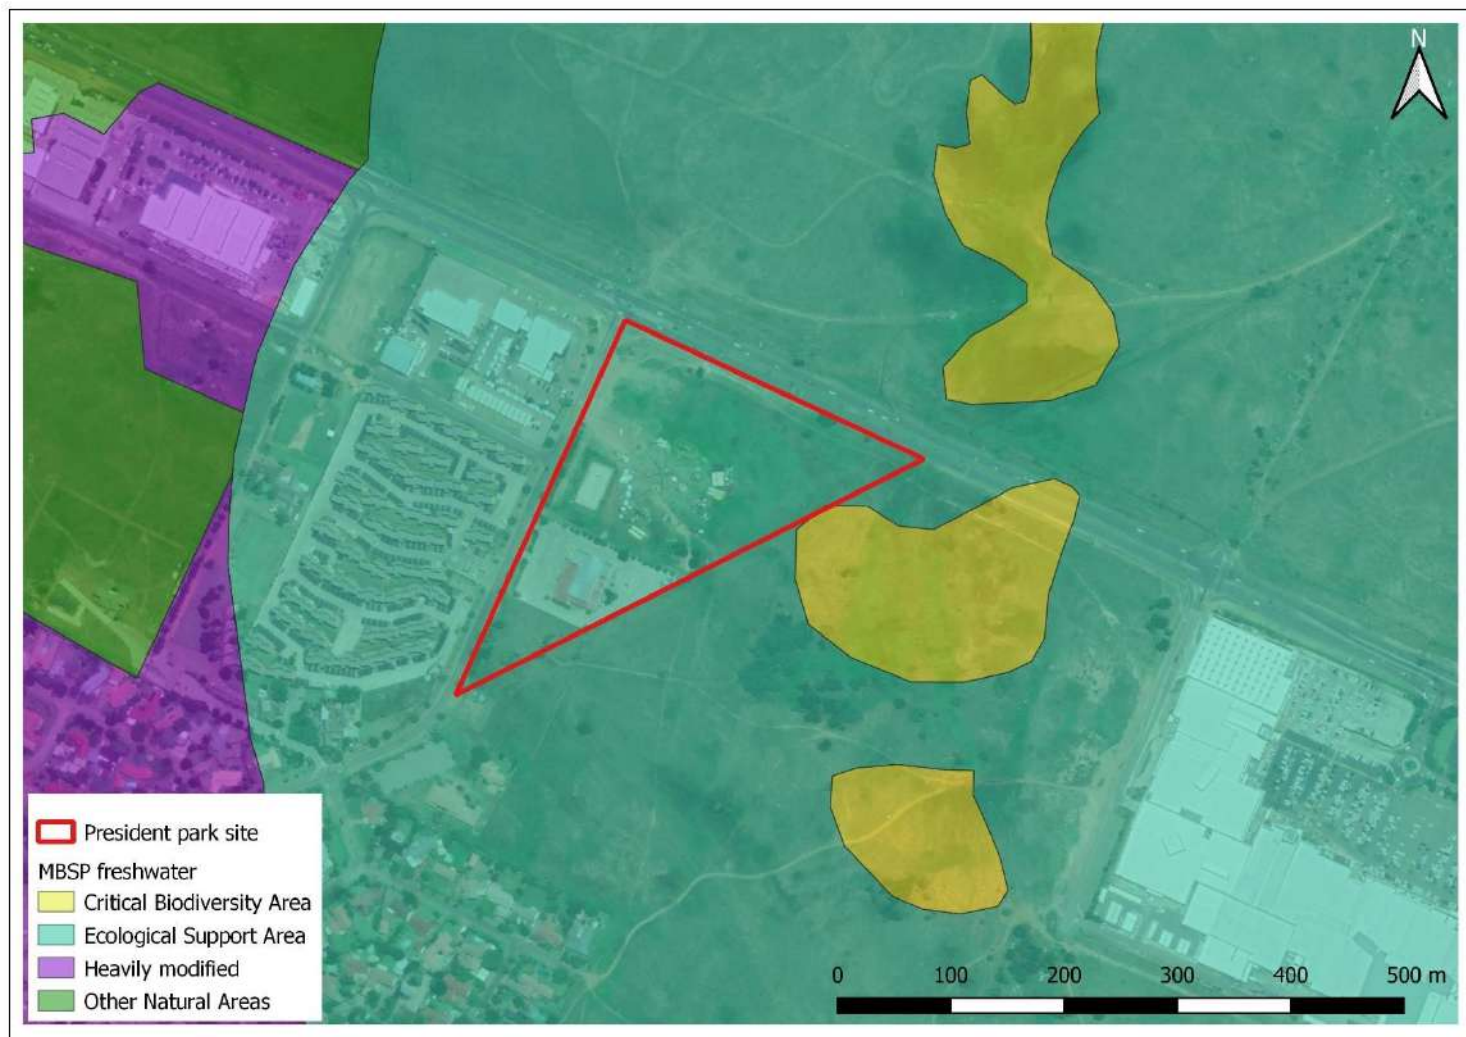 N
President park site
MBSP freshwater
Critical Biodiversity Area
Ecological Support Area
Heavily modified
Other Natural Areas
0 100 200 300 400 500 m